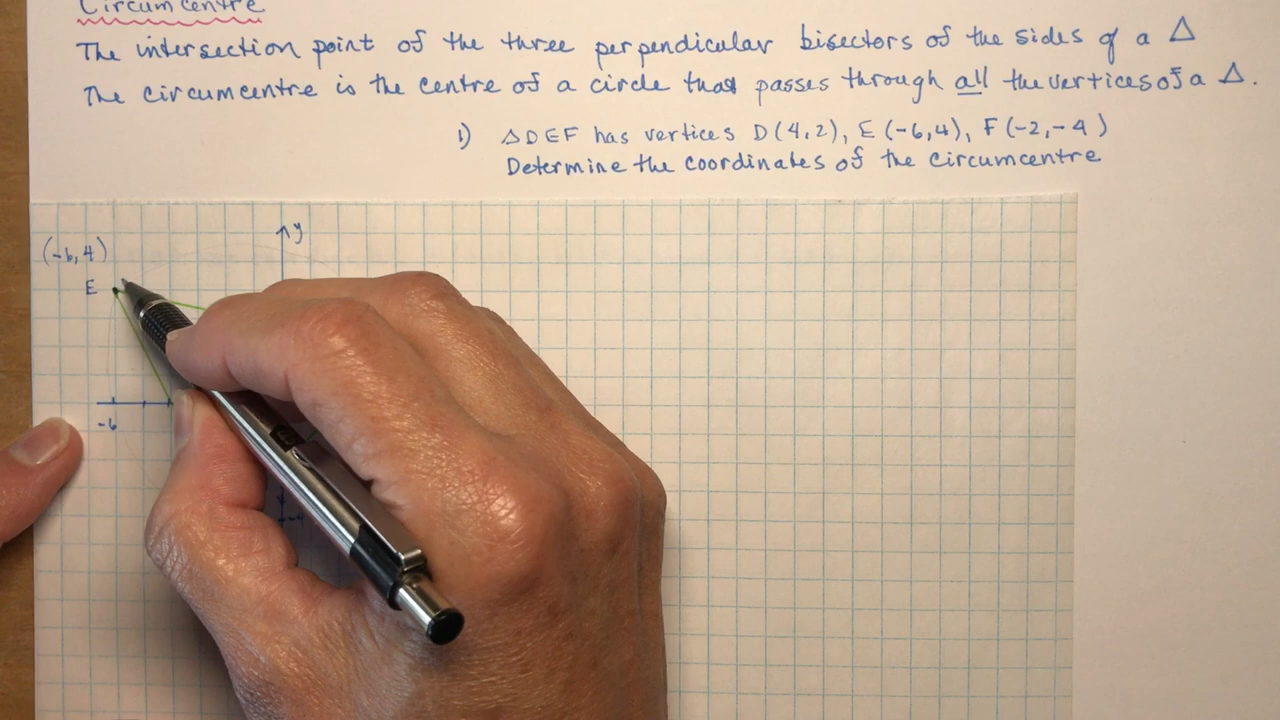 Circumcentre
The intersection point of the three perpendicular bisectors of the sides of a Δ
The circumcentre is the centre of a circle that passes through all the vertices of a Δ.
1) ΔDEF has vertices D(4,2), E(-6,4), F(-2,-4)
Determine the coordinates of the circumcentre
y
(-6,4)
E
-6